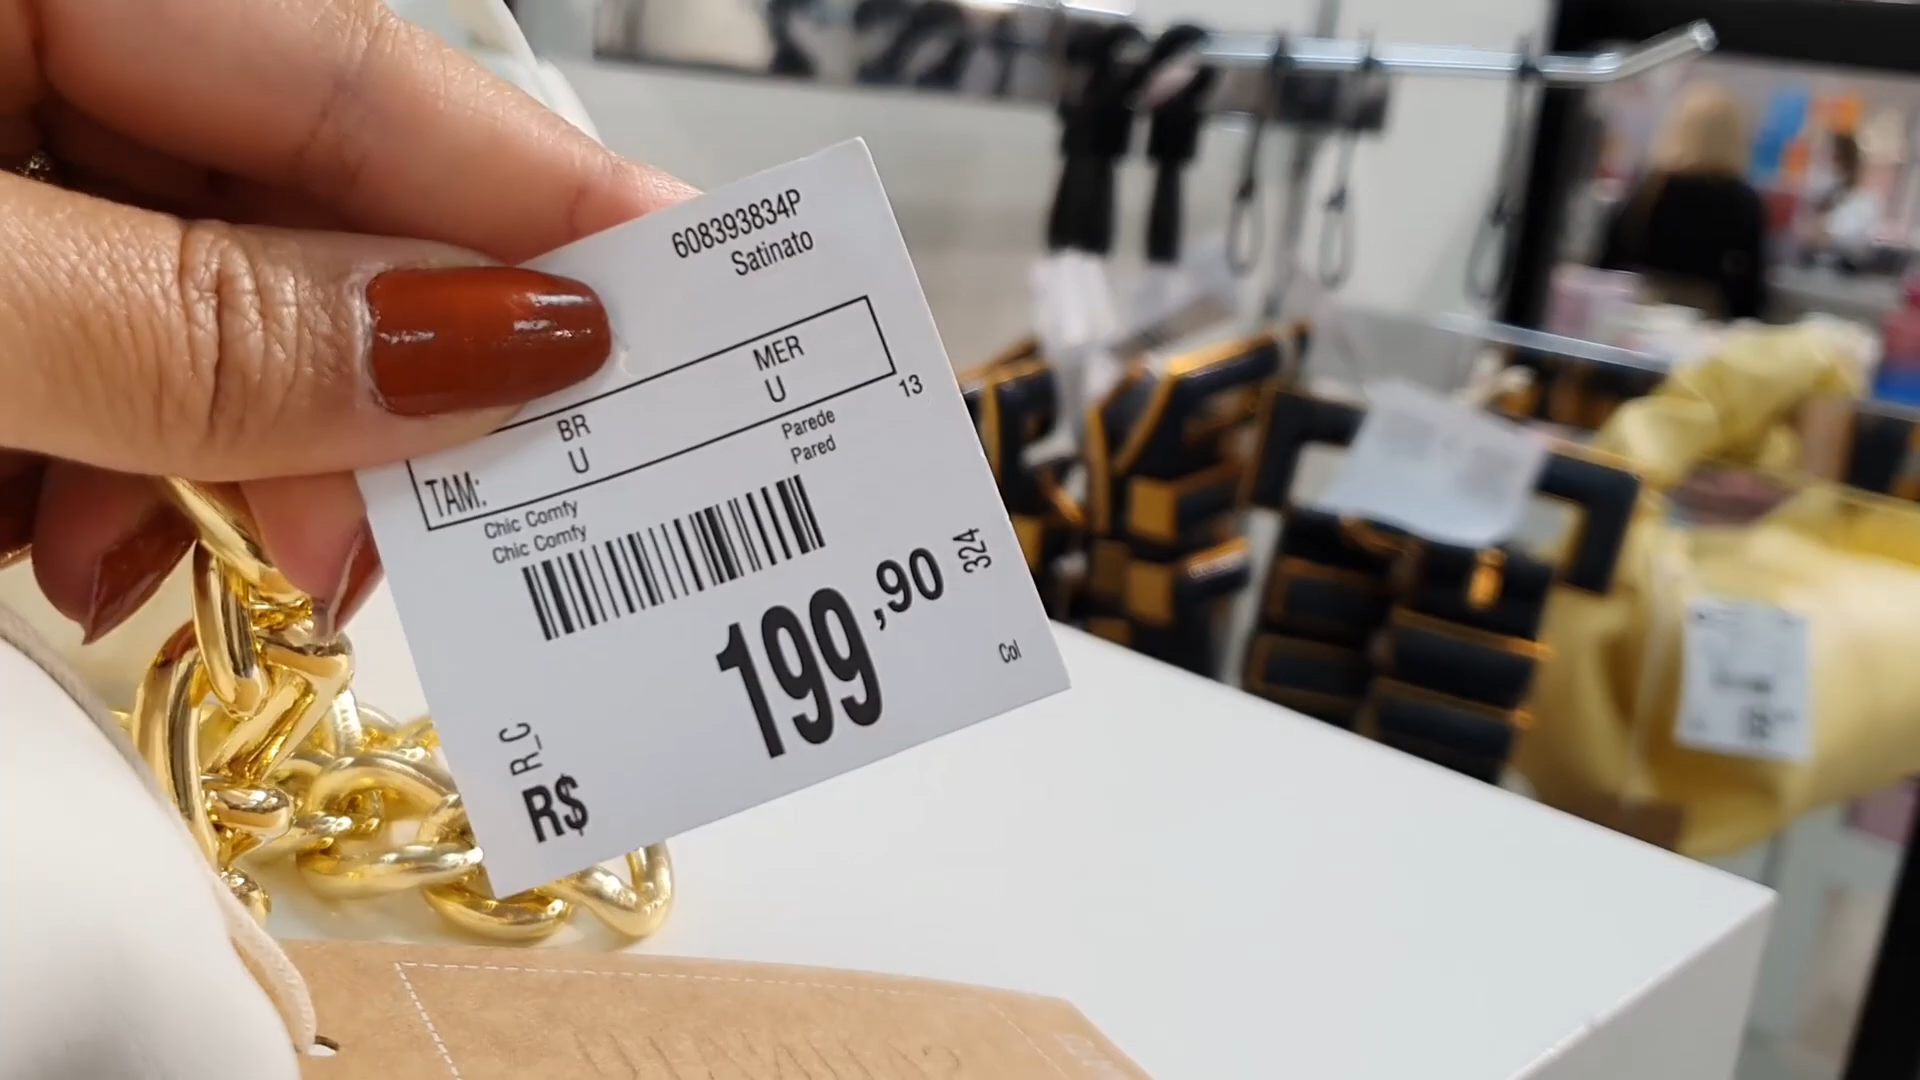 608393834P
Satinato
BR MER
TAM: U U
13
Chic Comfy Parede
Chic Comfy Pared
199,90
324
Col
R_C
R$